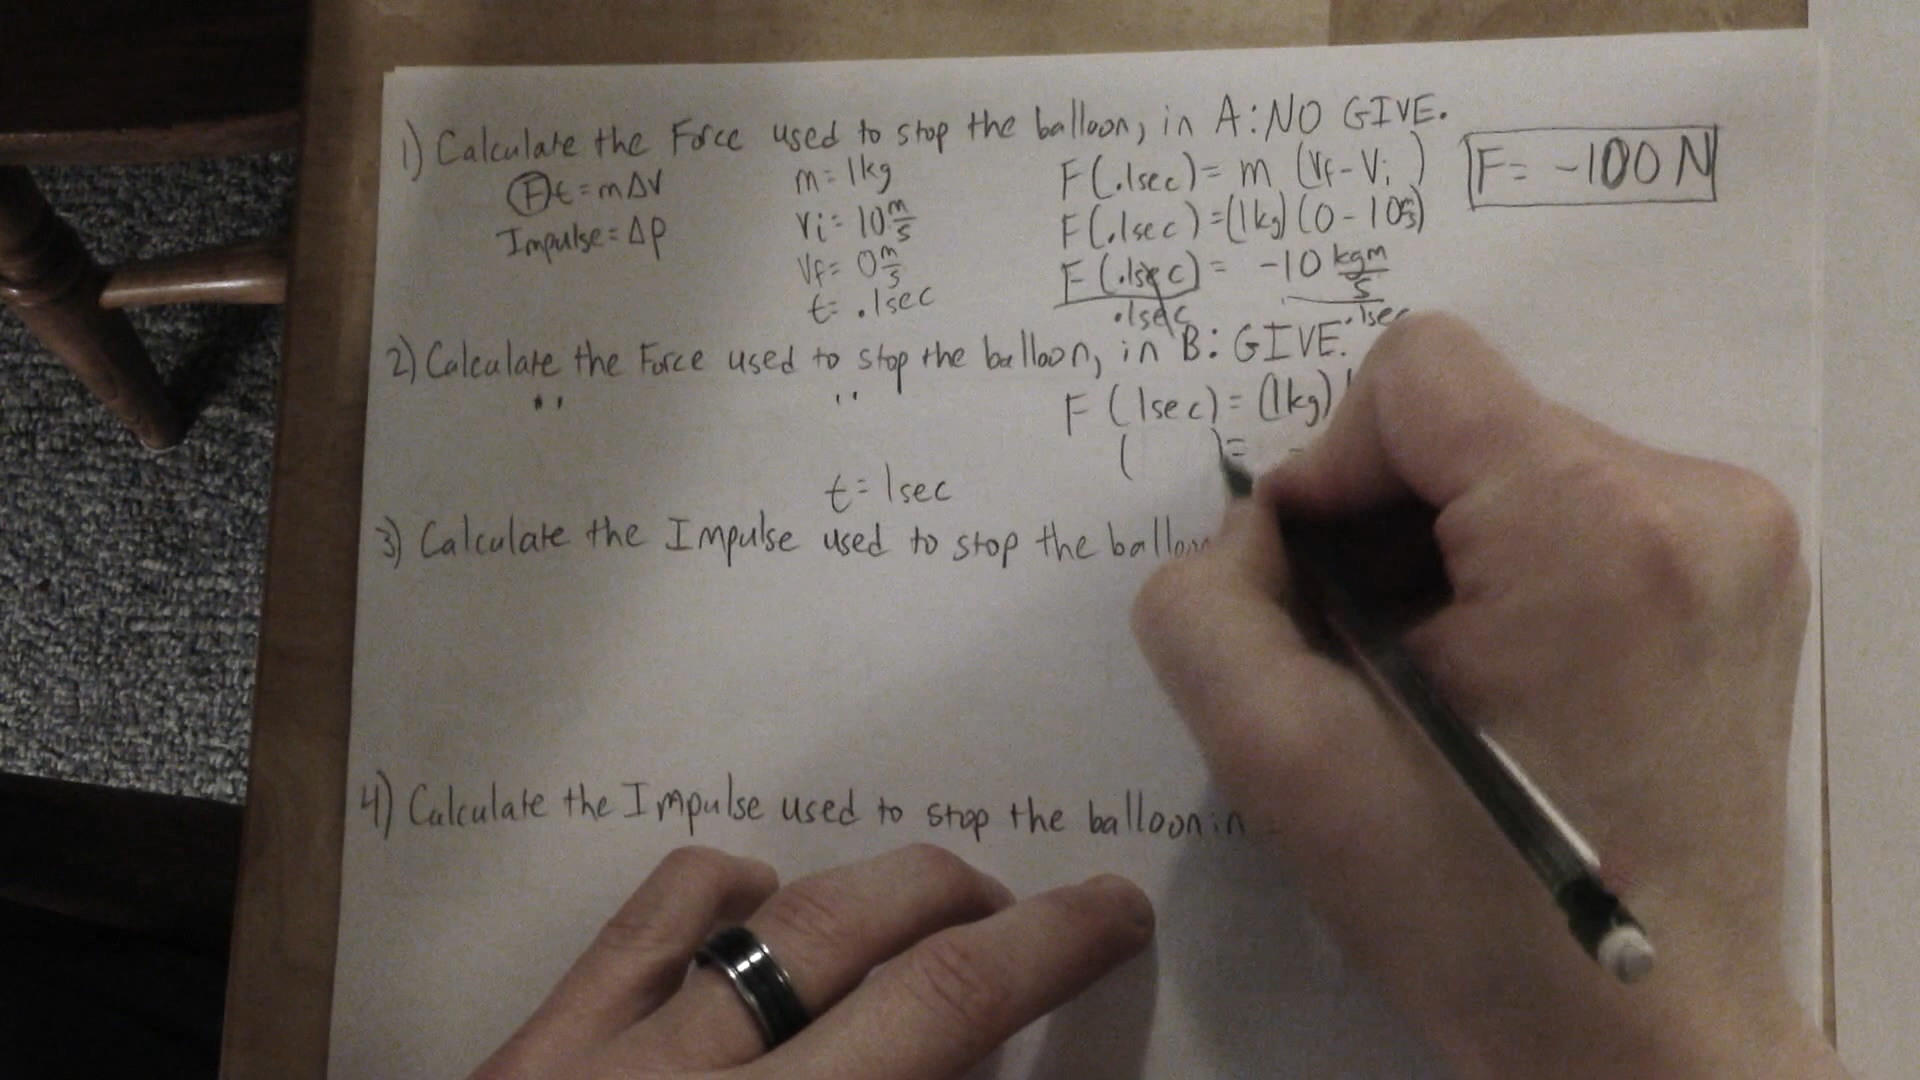 1) Calculate the Force used to stop the balloon, in A: NO GIVE.
Ft = mΔV
Impulse = Δp
m = 1kg
Vi = 10 m/s
Vf = 0 m/s
t = .1sec
F(.1sec) = m (Vf - Vi)
F(.1sec) = (1kg)(0 - 10 m/s)
F(.1sec) = -10 kgm/s
.1sec .1sec
F = -100 N
2) Calculate the Force used to stop the balloon, in B: GIVE.
" "
t = 1sec
F (1sec) = (1kg)
( ) = -
3) Calculate the Impulse used to stop the balloon
4) Calculate the Impulse used to stop the balloon in